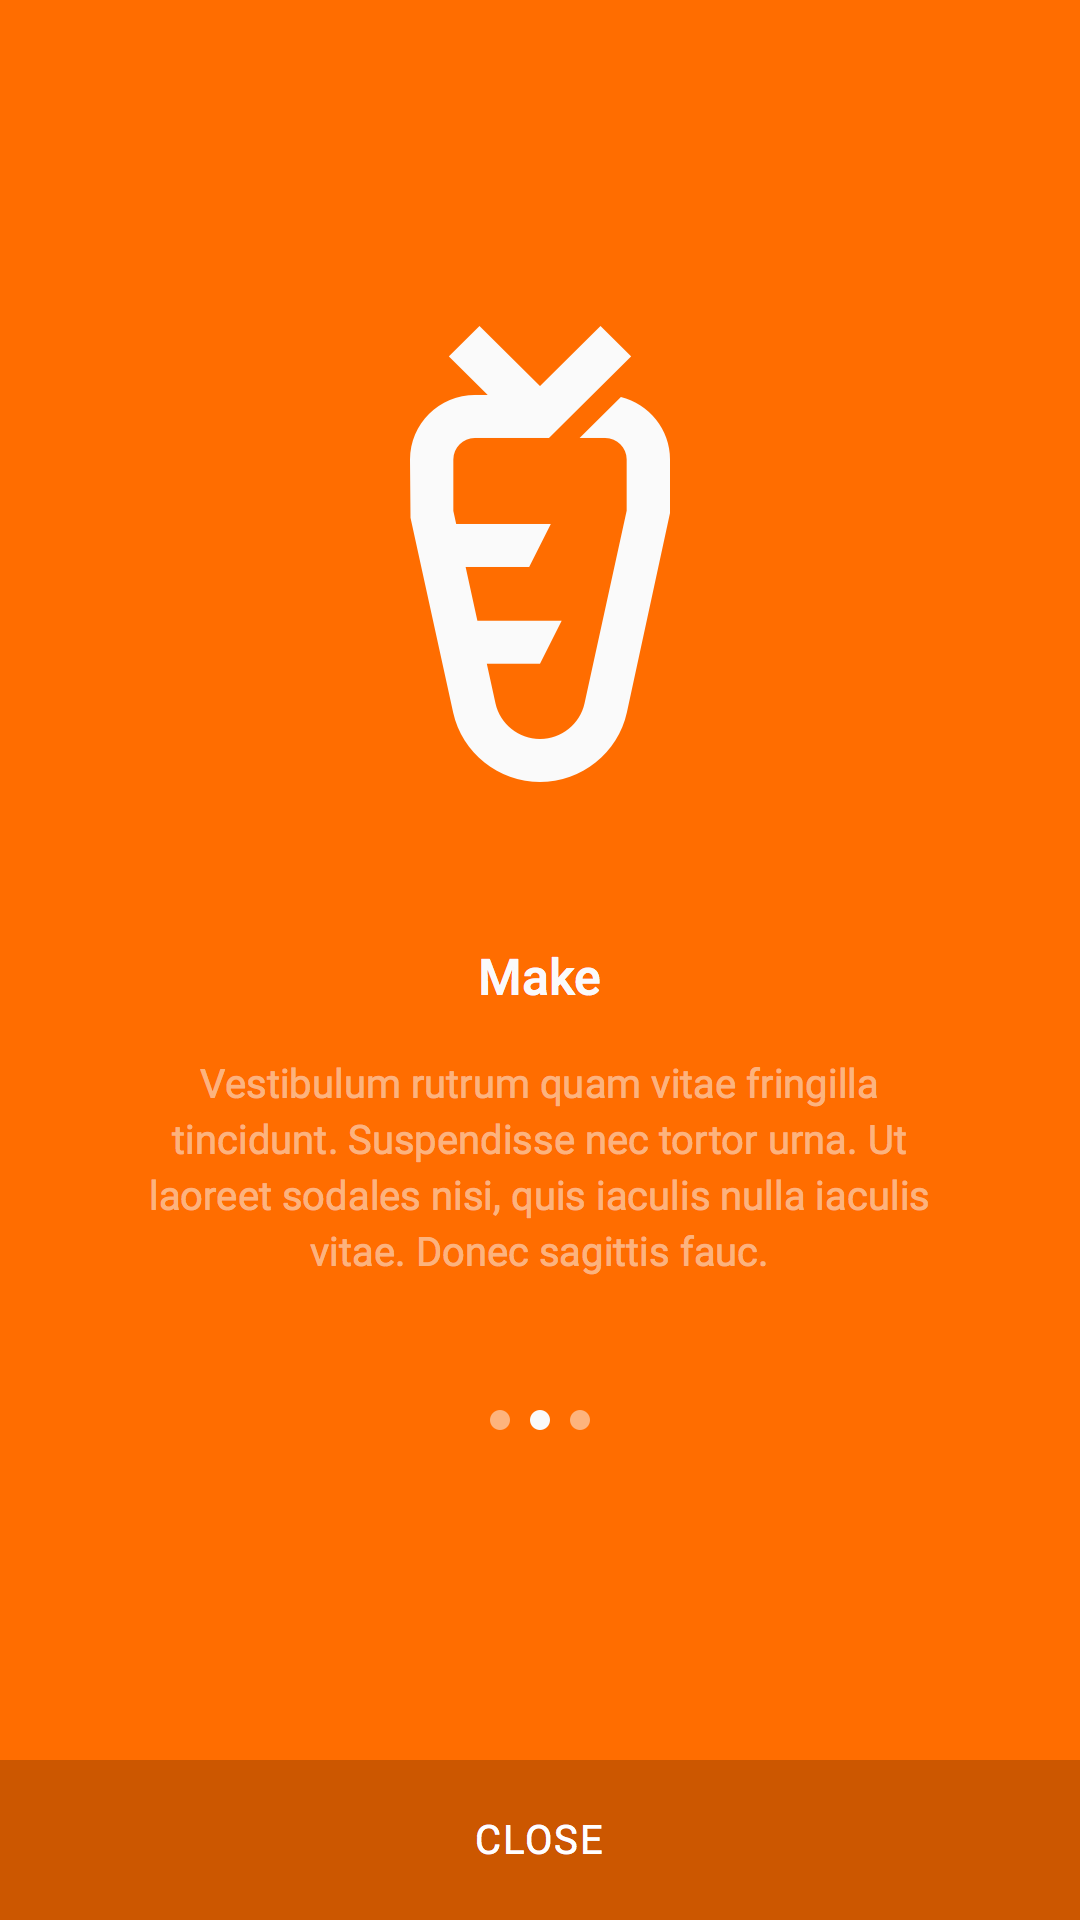 Make
Vestibulum rutrum quam vitae fringilla
tincidunt. Suspendisse nec tortor urna. Ut
laoreet sodales nisi, quis iaculis nulla iaculis
vitae. Donec sagittis fauc.
CLOSE